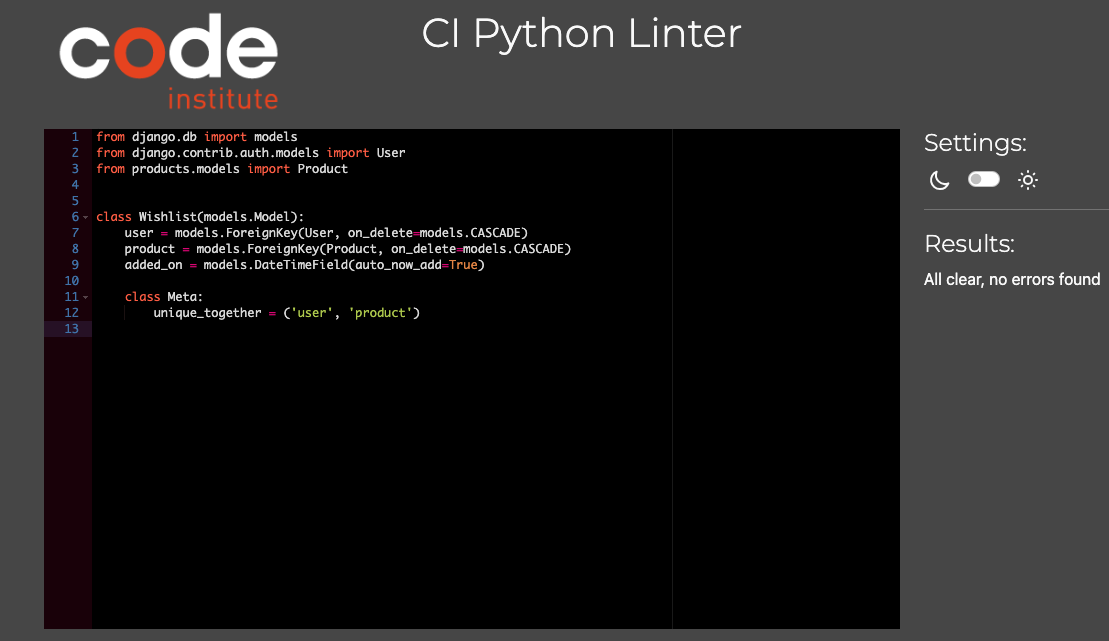 code
institute
CI Python Linter
1 from django.db import models
2 from django.contrib.auth.models import User
3 from products.models import Product
4
5
6 class Wishlist(models.Model):
7     user = models.ForeignKey(User, on_delete=models.CASCADE)
8     product = models.ForeignKey(Product, on_delete=models.CASCADE)
9     added_on = models.DateTimeField(auto_now_add=True)
10
11     class Meta:
12         unique_together = ('user', 'product')
13
Settings:
Results:
All clear, no errors found